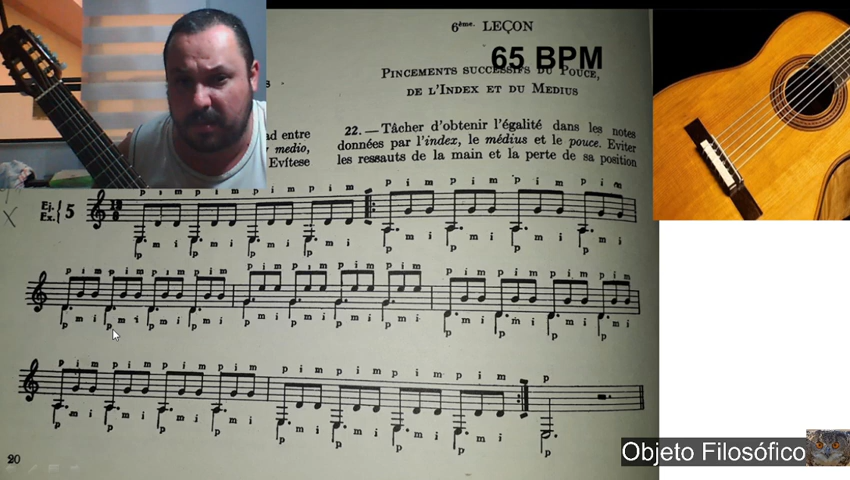 6ème. LEÇON
65 BPM
PINCEMENTS SUCCESSIFS DU POUCE,
DE L'INDEX ET DU MEDIUS
ad entre
medio,
Evítese
22. — Tâcher d'obtenir l'égalité dans les notes
données par l'index, le médius et le pouce. Eviter
les ressauts de la main et la perte de sa position
p i m p i m p i m p i m p i m p i m p i m p i m
Ej. 5
Ex.
p m i p m i p m i p m i p m i p m i p m i p m i
p i m p i m p i m p i m p i m p i m p i m p i m p i m p i m p i m p i m
p m i p m i p m i p m i p m i p m i p m i p m i p m i p m i p m i p m i
p i m p i m p i m p i m p i m p i m p i m p i m p
p m i p m i p m i p m i p m i p m i p m i p m i p
20
Objeto Filosófico